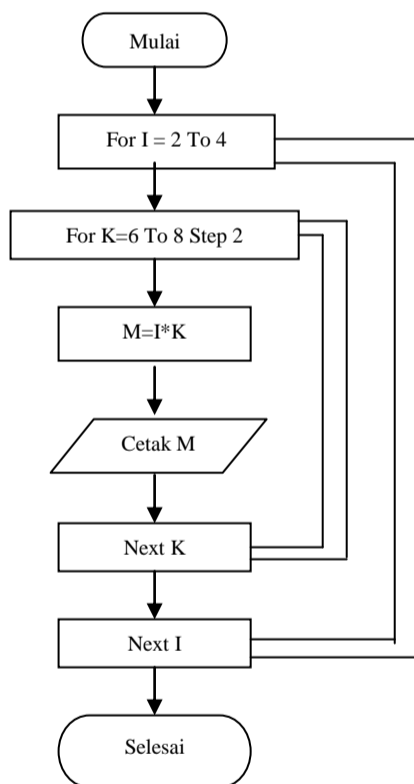 Mulai
For I = 2 To 4
For K=6 To 8 Step 2
M=I*K
Cetak M
Next K
Next I
Selesai